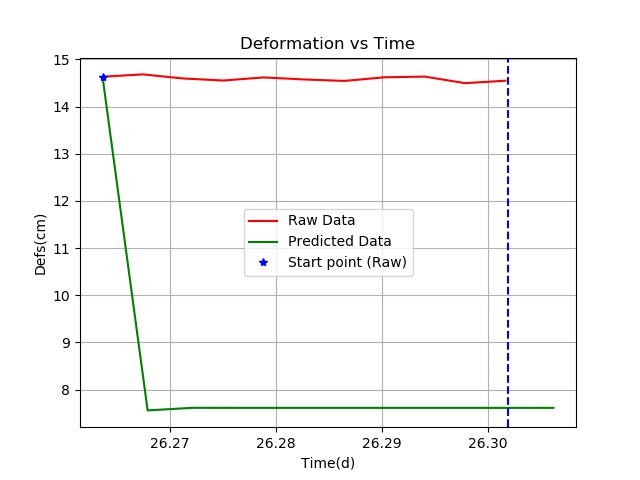 Deformation vs Time
Defs(cm)
15
14
13
12
11
10
9
8
Raw Data
Predicted Data
Start point (Raw)
26.27 26.28 26.29 26.30
Time(d)